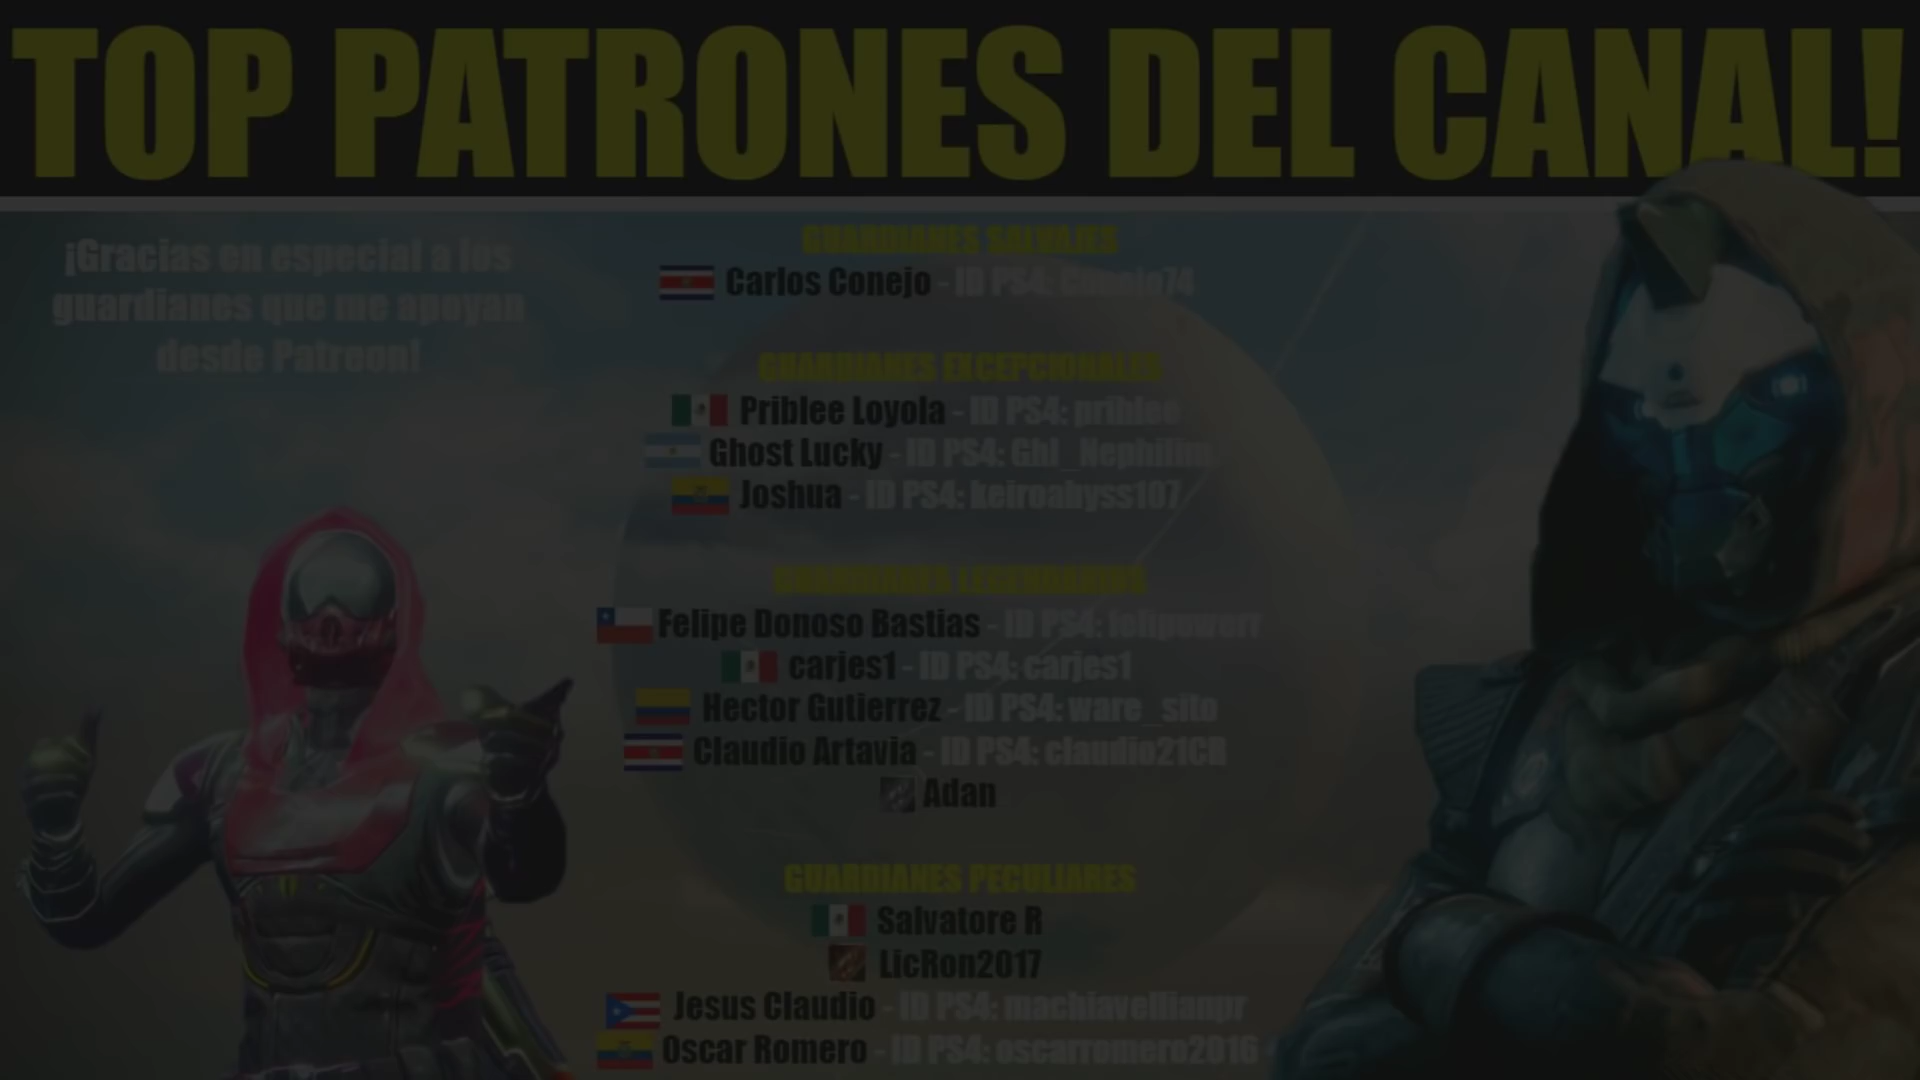 TOP PATRONES DEL CANAL!
¡Gracias en especial a los
guardianes que me apoyan
desde Patreon!
GUARDIANES SALVAJES
Carlos Conejo - ID PS4: Conejo74
GUARDIANES EXCEPCIONALES
Priblee Loyola - ID PS4: priblee
Ghost Lucky - ID PS4:
Joshua - ID PS4: keiroabyss107
GUARDIANES LEGENDARIOS
Felipe Donoso Bastias - ID PS4: felipowerr
carjes1 - ID PS4: carjes1
Hector Gutierrez - ID PS4: ware_sito
Claudio Artavia - ID PS4: claudio21CR
Adan
GUARDIANES PECULIARES
Salvatore R
LicRon2017
Jesus Claudio - ID PS4: machiavellianpr
Oscar Romero - ID PS4: oscarromero2016 -